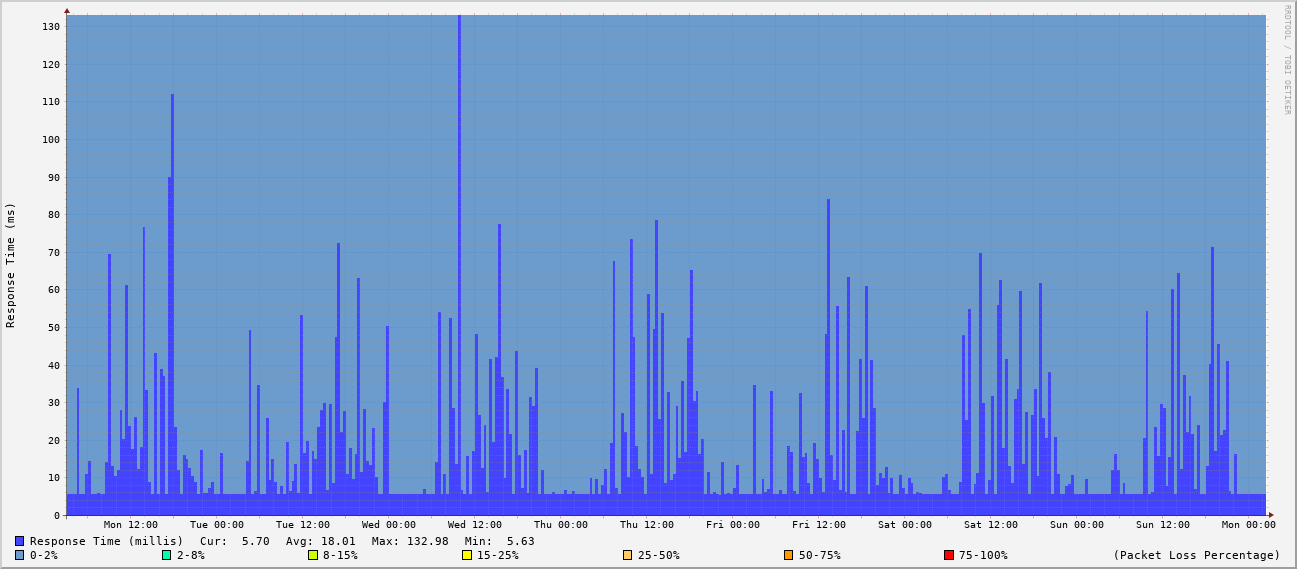 RRDTOOL / TOBI OETIKER
Response Time (ms)
130
120
110
100
90
80
70
60
50
40
30
20
10
0
Mon 12:00 Tue 00:00 Tue 12:00 Wed 00:00 Wed 12:00 Thu 00:00 Thu 12:00 Fri 00:00 Fri 12:00 Sat 00:00 Sat 12:00 Sun 00:00 Sun 12:00 Mon 00:00
Response Time (millis) Cur: 5.70 Avg: 18.01 Max: 132.98 Min: 5.63
0-2% 2-8% 8-15% 15-25% 25-50% 50-75% 75-100% (Packet Loss Percentage)